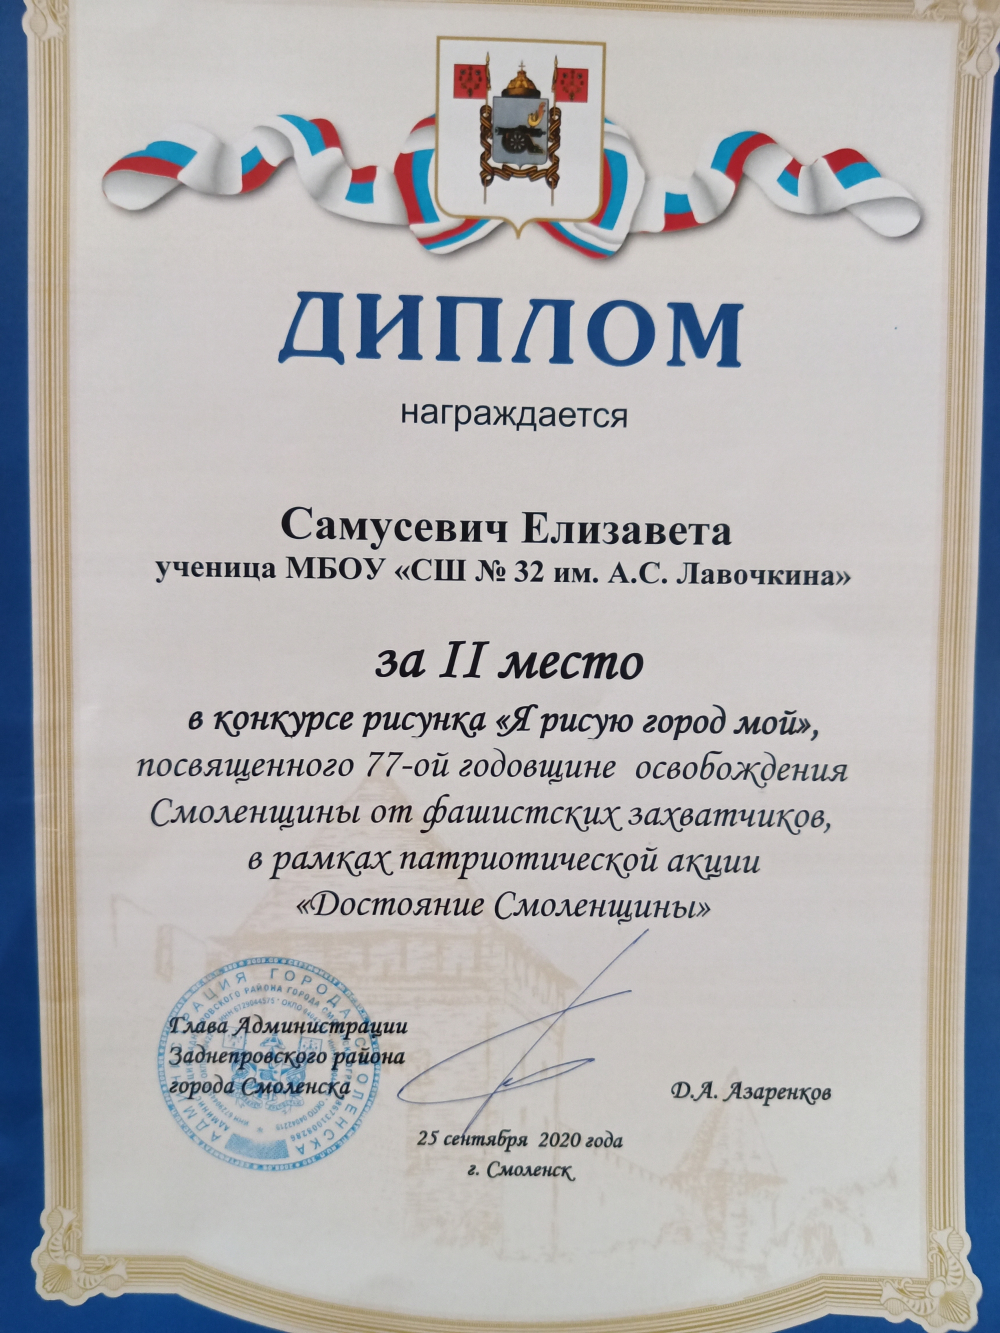 ДИПЛОМ
награждается
Самусевич Елизавета
ученица МБОУ «СШ № 32 им. А.С. Лавочкина»
за II место
в конкурсе рисунка «Я рисую город мой»,
посвященного 77-ой годовщине освобождения
Смоленщины от фашистских захватчиков,
в рамках патриотической акции
«Достояние Смоленщины»
Глава Администрации
Заднепровского района
города Смоленска
Д.А. Азаренков
25 сентября 2020 года
г. Смоленск